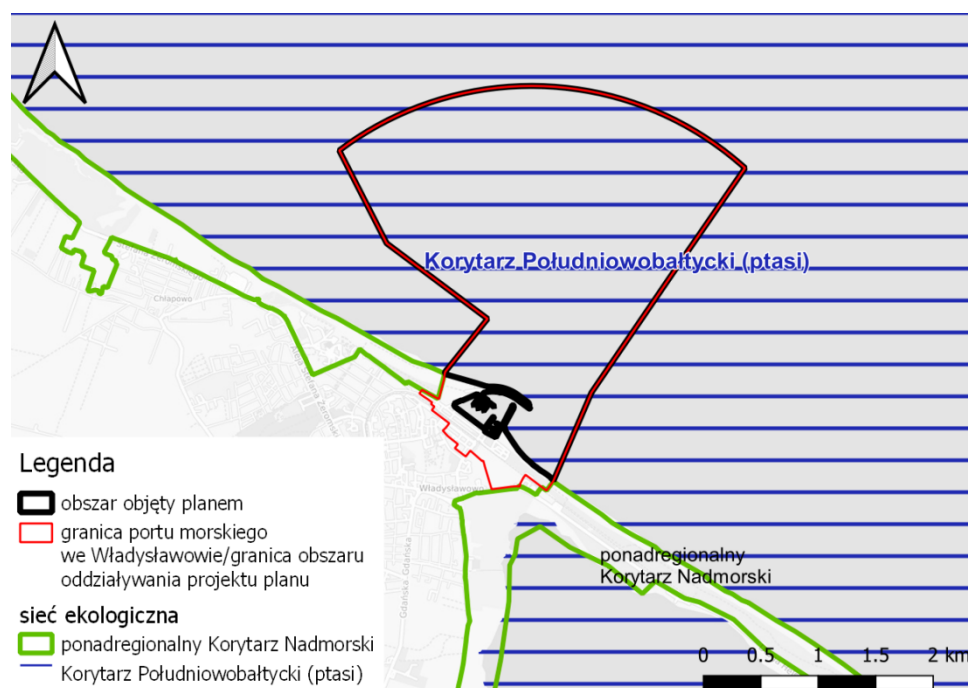 Korytarz Południowobałtycki (ptasi)
Chłapowo
Władysławowo
Gdańska Gdańska
ponadregionalny
Korytarz Nadmorski
Legenda
obszar objęty planem
granica portu morskiego
we Władysławowie/granica obszaru
oddziaływania projektu planu
sieć ekologiczna
ponadregionalny Korytarz Nadmorski
Korytarz Południowobałtycki (ptasi)
0 0.5 1 1.5 2 km